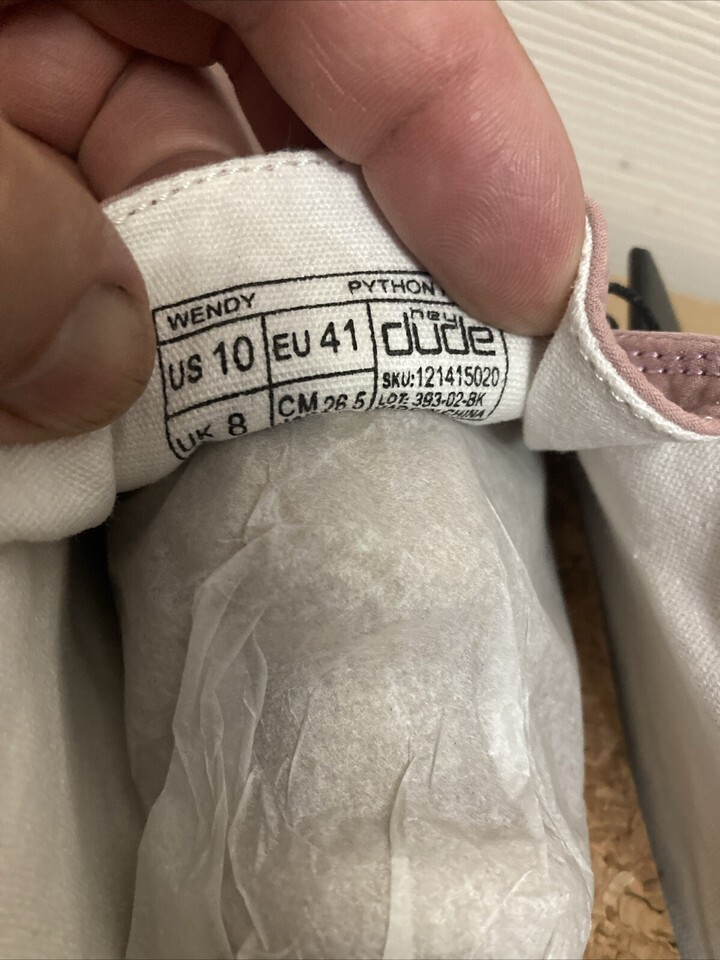 WENDY PYTHON
US 10 EU 41 hey dude
SKU:121415020
UK 8 CM 26.5 LOT: 393-02-BK
CHINA